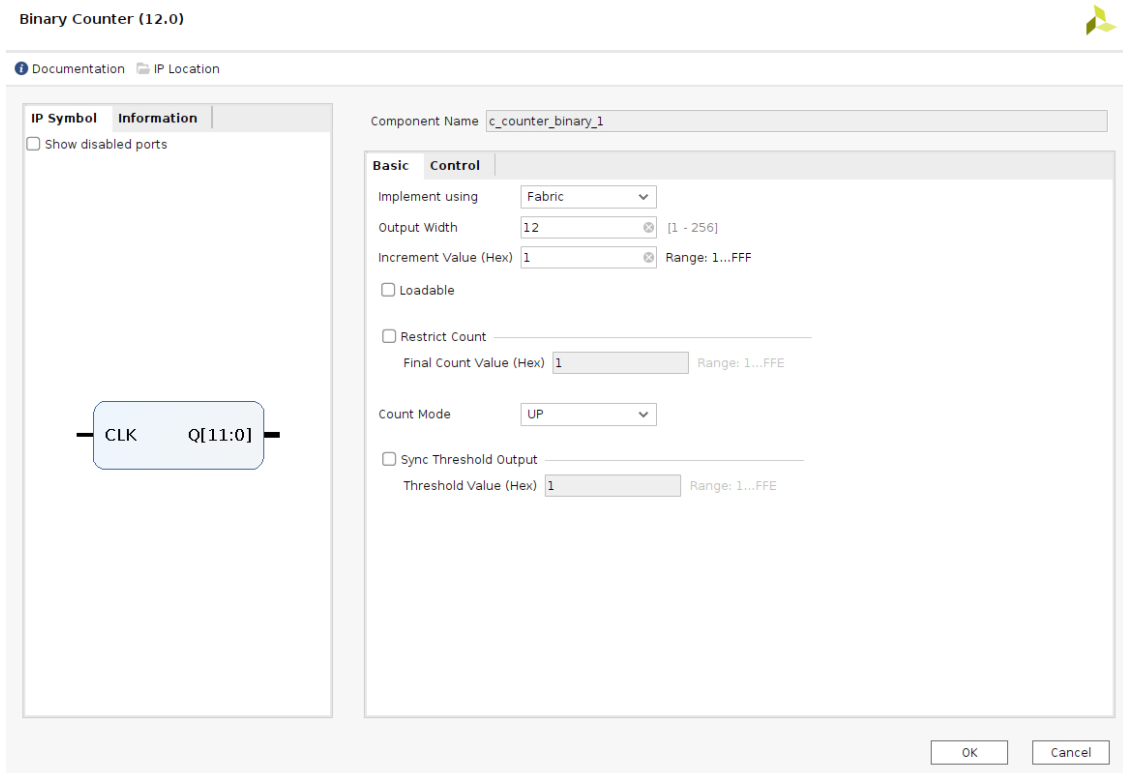 Binary Counter (12.0)
Documentation IP Location
IP Symbol Information
Show disabled ports
CLK Q[11:0]
Component Name c_counter_binary_1
Basic Control
Implement using Fabric
Output Width 12 [1 - 256]
Increment Value (Hex) 1 Range: 1...FFF
Loadable
Restrict Count
Final Count Value (Hex) 1 Range: 1...FFE
Count Mode UP
Sync Threshold Output
Threshold Value (Hex) 1 Range: 1...FFE
OK Cancel